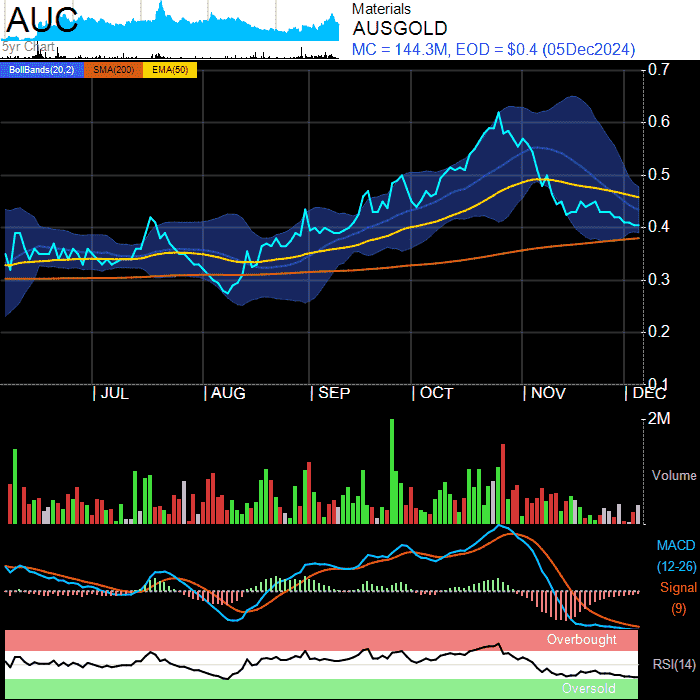 AUC
5yr Chart
Materials
AUSGOLD
MC = 144.3M, EOD = $0.4 (05Dec2024)
BollBands(20,2) SMA(200) EMA(50)
0.7
0.6
0.5
0.4
0.3
0.2
0.1
| JUL | AUG | SEP | OCT | NOV | DEC
2M
Volume
MACD
(12-26)
Signal
(9)
Overbought
RSI(14)
Oversold